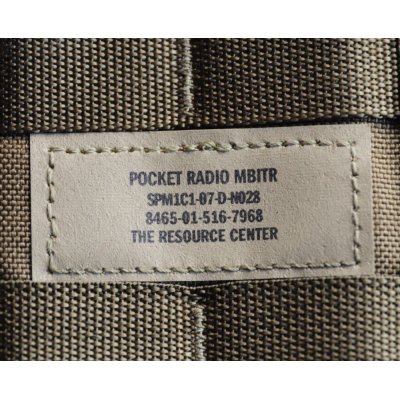 POCKET RADIO MBITR
SPM1C1-07-D-N028
8465-01-516-7968
THE RESOURCE CENTER